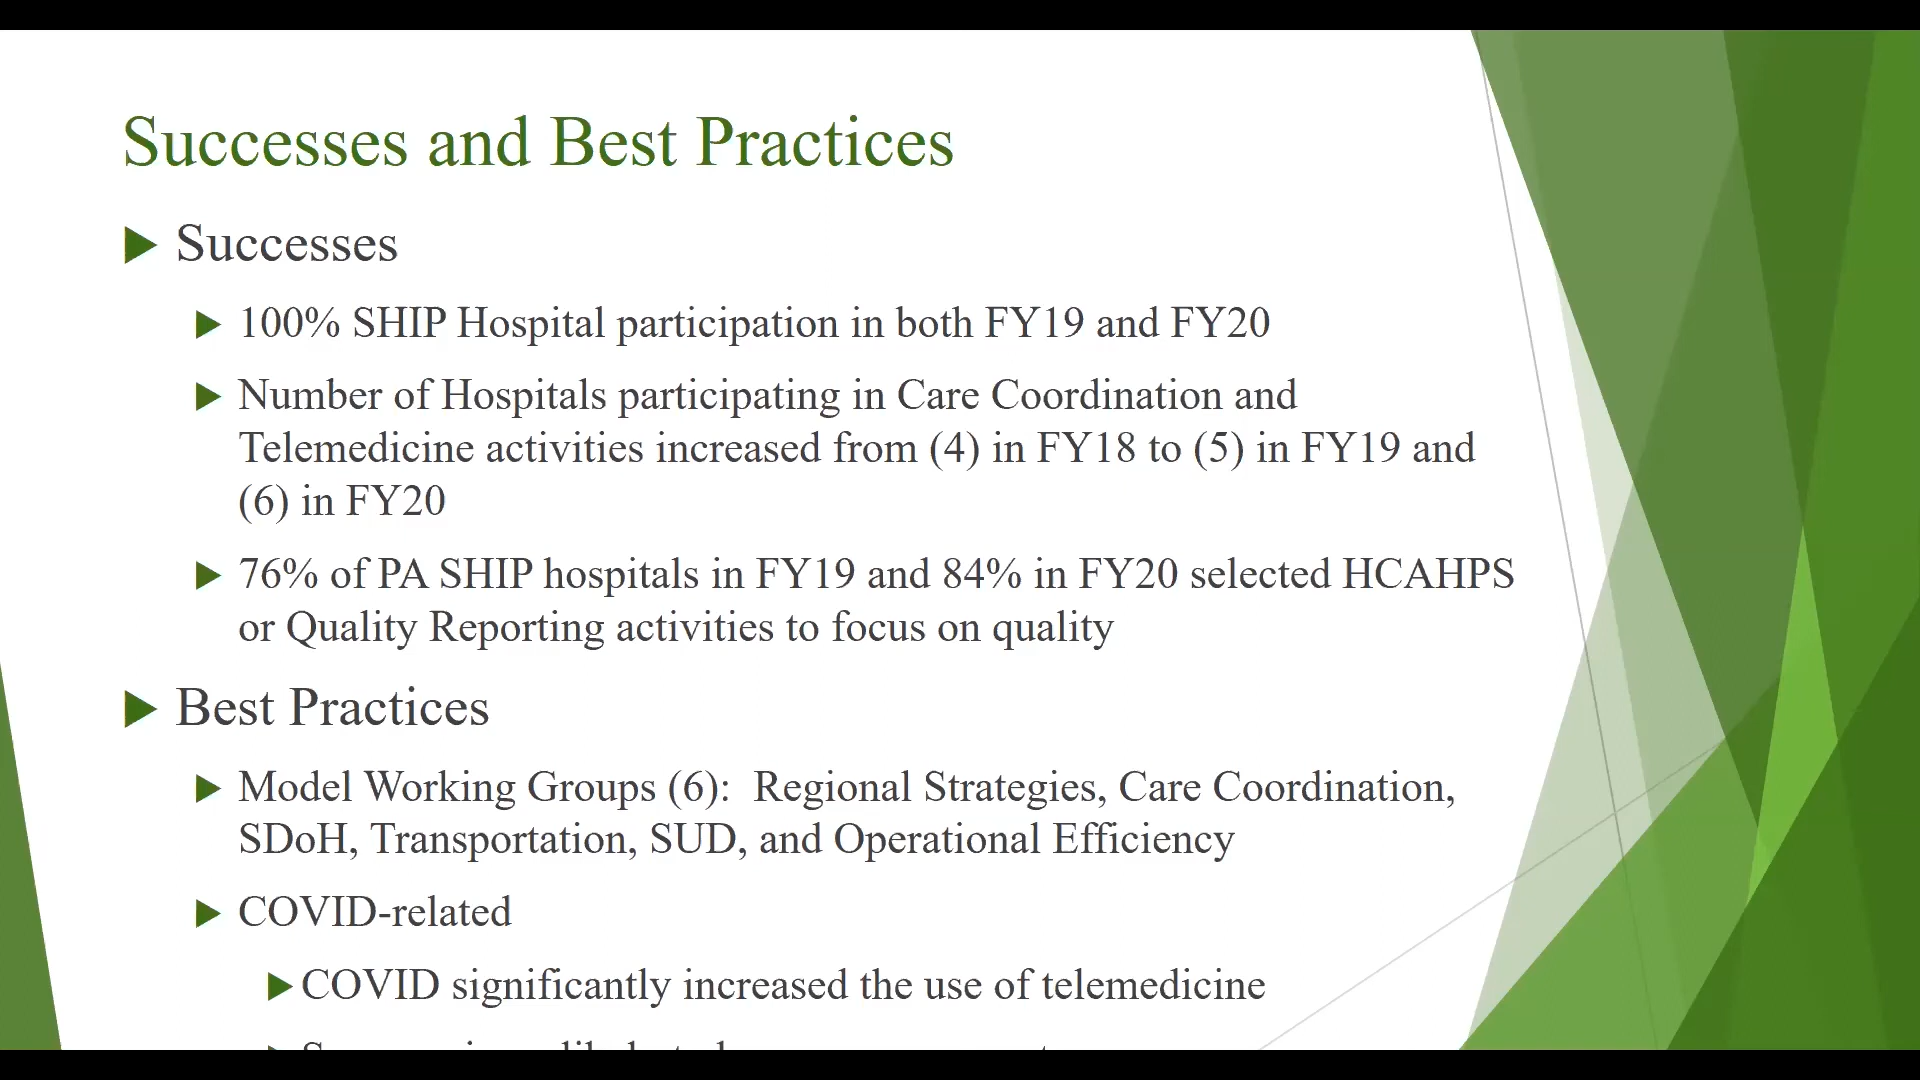 Successes and Best Practices
Successes
100% SHIP Hospital participation in both FY19 and FY20
Number of Hospitals participating in Care Coordination and
Telemedicine activities increased from (4) in FY18 to (5) in FY19 and
(6) in FY20
76% of PA SHIP hospitals in FY19 and 84% in FY20 selected HCAHPS
or Quality Reporting activities to focus on quality
Best Practices
Model Working Groups (6):  Regional Strategies, Care Coordination,
SDoH, Transportation, SUD, and Operational Efficiency
COVID-related
COVID significantly increased the use of telemedicine